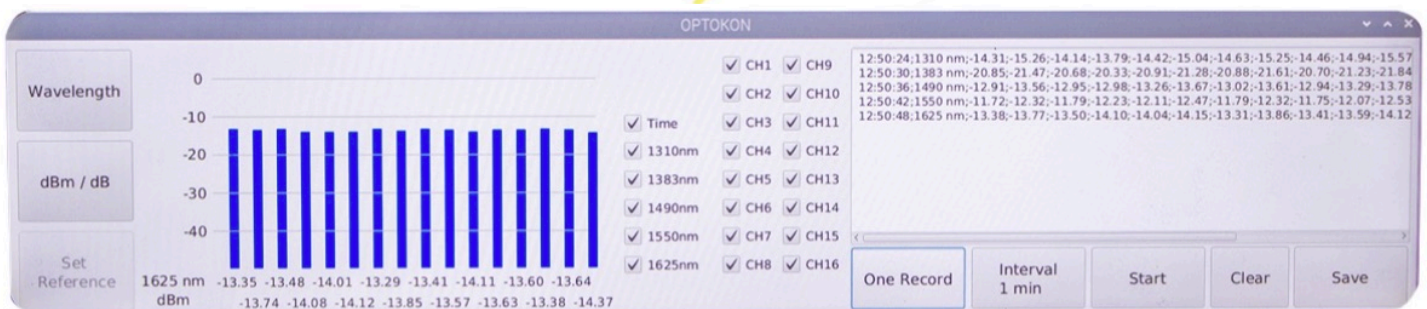 OPTOKON
Wavelength
dBm / dB
Set
Reference
0
-10
-20
-30
-40
1625 nm -13.35 -13.48 -14.01 -13.29 -13.41 -14.11 -13.60 -13.64
dBm -13.74 -14.08 -14.12 -13.85 -13.57 -13.63 -13.38 -14.37
Time
1310nm
1383nm
1490nm
1550nm
1625nm
CH1 CH9
CH2 CH10
CH3 CH11
CH4 CH12
CH5 CH13
CH6 CH14
CH7 CH15
CH8 CH16
12:50:24;1310 nm;-14.31;-15.26;-14.14;-13.79;-14.42;-15.04;-14.63;-15.25;-14.46;-14.94;-15.57
12:50:30;1383 nm;-20.85;-21.47;-20.68;-20.33;-20.91;-21.28;-20.88;-21.61;-20.70;-21.23;-21.84
12:50:36;1490 nm;-12.91;-13.56;-12.95;-12.98;-13.26;-13.67;-13.02;-13.61;-12.94;-13.29;-13.78
12:50:42;1550 nm;-11.72;-12.32;-11.79;-12.23;-12.11;-12.47;-11.79;-12.32;-11.75;-12.07;-12.53
12:50:48;1625 nm;-13.38;-13.77;-13.50;-14.10;-14.04;-14.15;-13.31;-13.86;-13.41;-13.59;-14.12
One Record
Interval
1 min
Start
Clear
Save